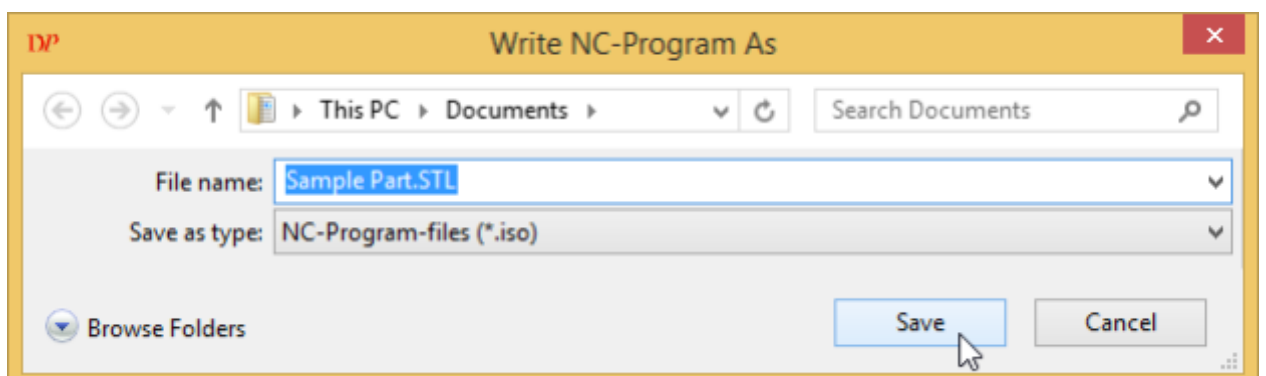 DP Write NC-Program As
This PC Documents Search Documents
File name: Sample Part.STL
Save as type: NC-Program-files (*.iso)
Browse Folders Save Cancel